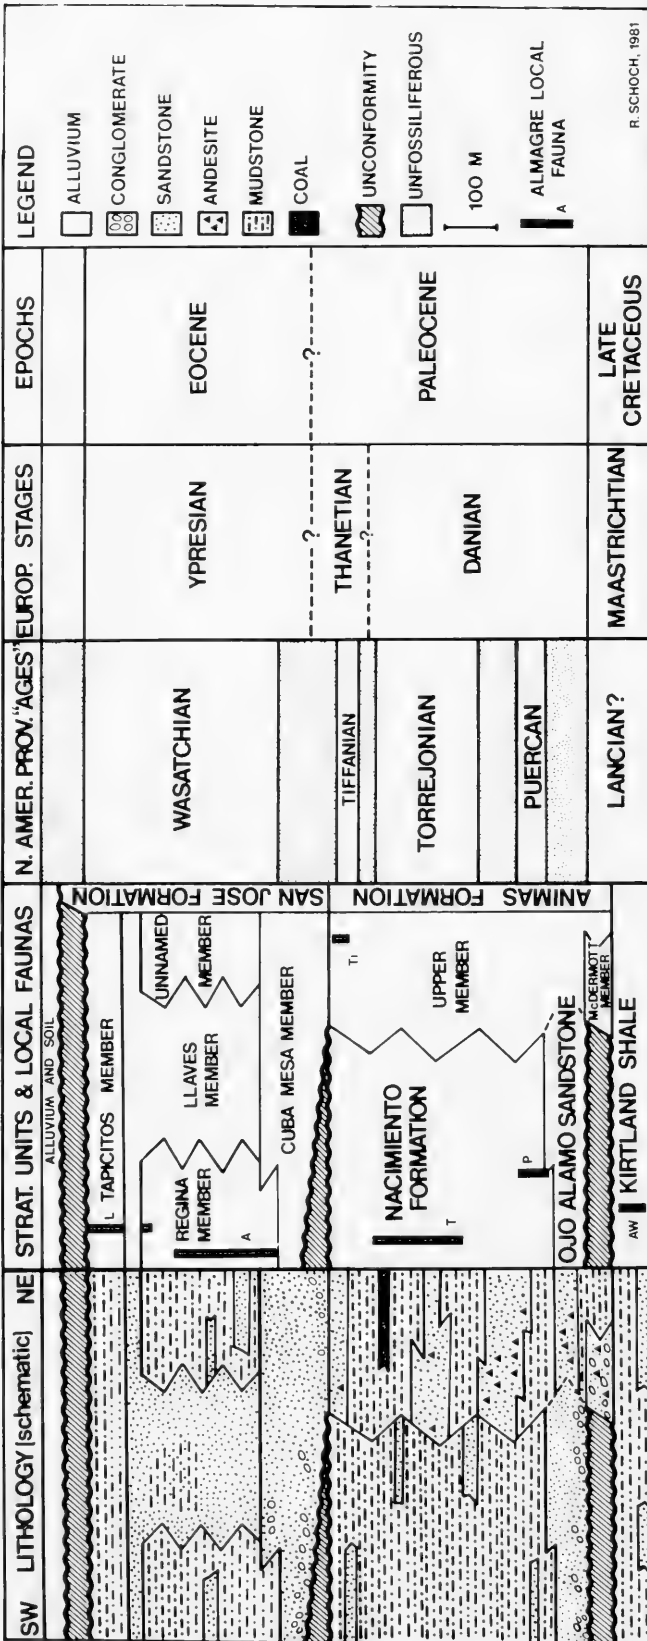 SW LITHOLOGY (schematic) NE
STRAT. UNITS & LOCAL FAUNAS
N. AMER. PROV. "AGES"
EUROP. STAGES
EPOCHS
LEGEND
ALLUVIUM AND SOIL
L TAPICITOS MEMBER
REGINA
MEMBER
A
LLAVES
MEMBER
UNNAMED
MEMBER
CUBA MESA MEMBER
SAN JOSE FORMATION
NACIMIENTO
FORMATION
T
P
Ti
UPPER
MEMBER
ANIMAS FORMATION
OJO ALAMO SANDSTONE
McDERMOTT
MEMBER
AW
KIRTLAND SHALE
WASATCHIAN
TIFFANIAN
TORREJONIAN
PUERCAN
LANCIAN?
YPRESIAN
?
THANETIAN
?
DANIAN
MAASTRICHTIAN
EOCENE
?
PALEOCENE
LATE
CRETACEOUS
ALLUVIUM
CONGLOMERATE
SANDSTONE
ANDESITE
MUDSTONE
COAL
UNCONFORMITY
UNFOSSILIFEROUS
100 M
A
ALMAGRE LOCAL
FAUNA
R. SCHOCH, 1981